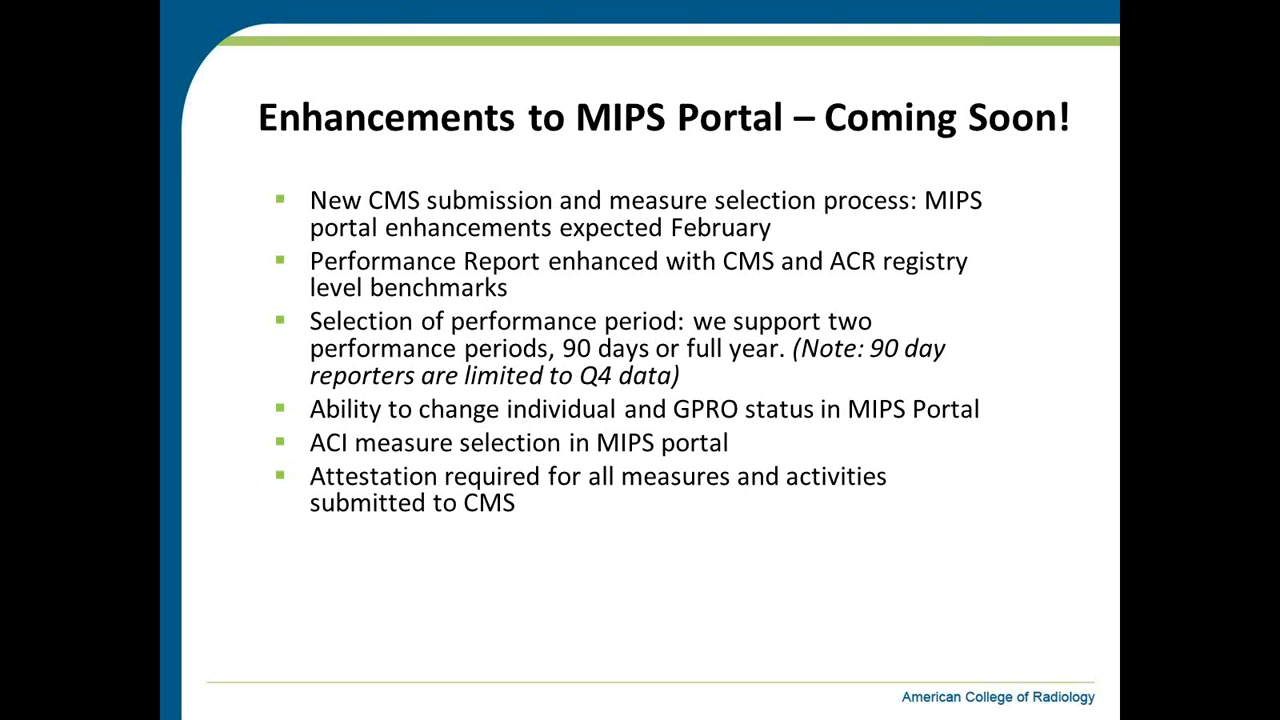 Enhancements to MIPS Portal – Coming Soon!
▪ New CMS submission and measure selection process: MIPS
portal enhancements expected February
▪ Performance Report enhanced with CMS and ACR registry
level benchmarks
▪ Selection of performance period: we support two
performance periods, 90 days or full year. (Note: 90 day
reporters are limited to Q4 data)
▪ Ability to change individual and GPRO status in MIPS Portal
▪ ACI measure selection in MIPS portal
▪ Attestation required for all measures and activities
submitted to CMS
American College of Radiology